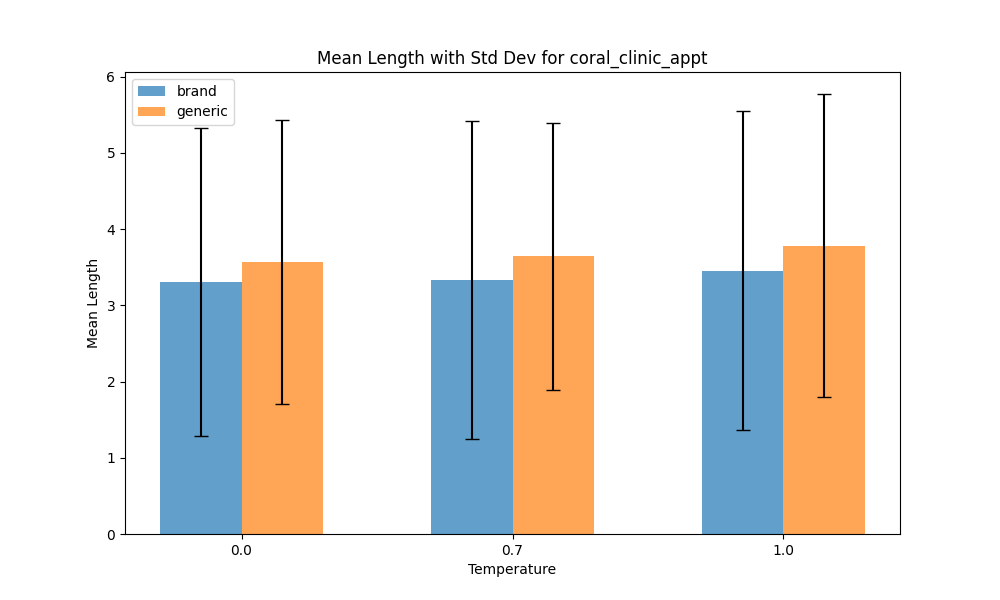 Mean Length with Std Dev for coral_clinic_appt
brand
generic
6
5
4
3
2
1
0
Mean Length
0.0 0.7 1.0
Temperature